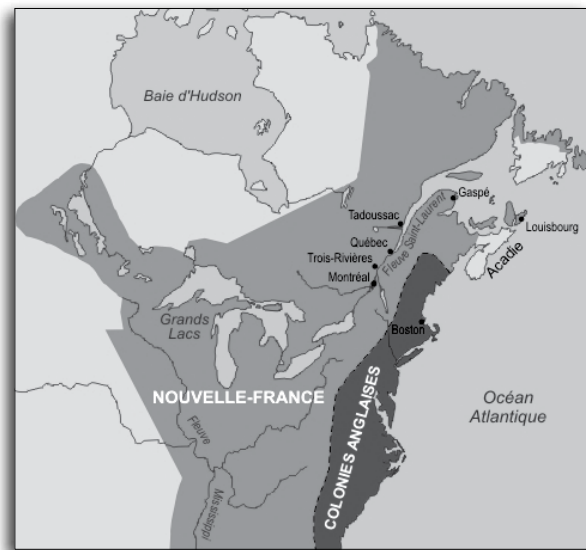 Baie d'Hudson
Gaspé
Tadoussac
Fleuve Saint-Laurent
Louisbourg
Québec
Trois-Rivières
Acadie
Montréal
Grands
Lacs
Boston
NOUVELLE-FRANCE
COLONIES ANGLAISES
Océan
Atlantique
Fleuve
Mississippi